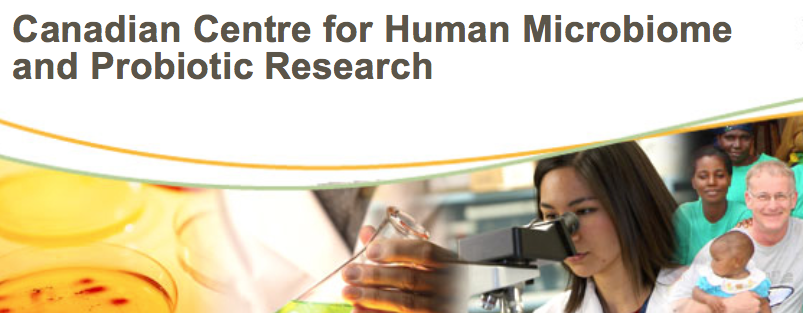 Canadian Centre for Human Microbiome
and Probiotic Research